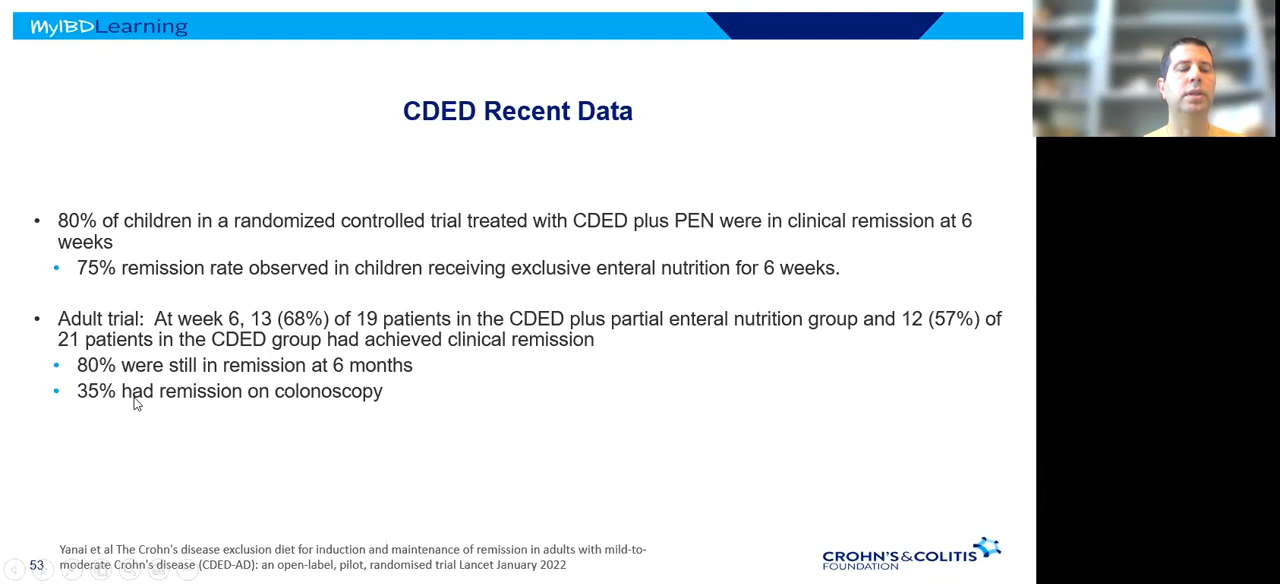 MyIBDLearning
CDED Recent Data
• 80% of children in a randomized controlled trial treated with CDED plus PEN were in clinical remission at 6
weeks
• 75% remission rate observed in children receiving exclusive enteral nutrition for 6 weeks.
• Adult trial: At week 6, 13 (68%) of 19 patients in the CDED plus partial enteral nutrition group and 12 (57%) of
21 patients in the CDED group had achieved clinical remission
• 80% were still in remission at 6 months
• 35% had remission on colonoscopy
Yanai et al The Crohn's disease exclusion diet for induction and maintenance of remission in adults with mild-to-
moderate Crohn's disease (CDED-AD): an open-label, pilot, randomised trial Lancet January 2022
53
CROHN'S & COLITIS
FOUNDATION